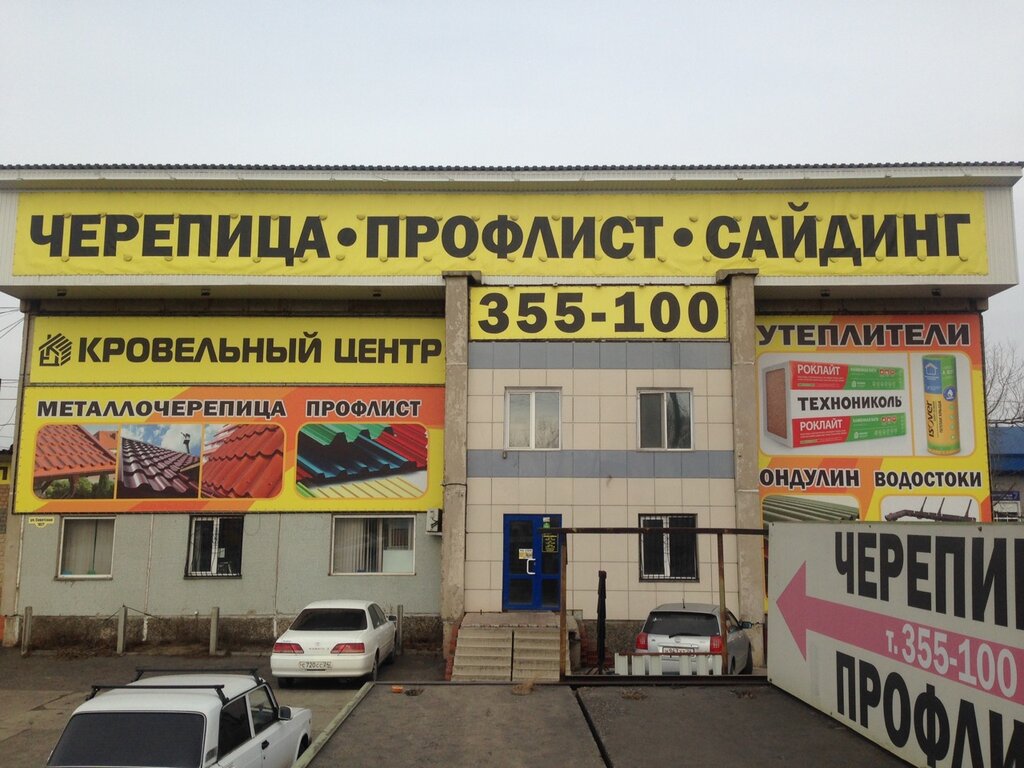 ЧЕРЕПИЦА • ПРОФЛИСТ • САЙДИНГ
355-100
КРОВЕЛЬНЫЙ ЦЕНТР
МЕТАЛЛОЧЕРЕПИЦА ПРОФЛИСТ
УТЕПЛИТЕЛИ
РОКЛАЙТ
ТЕХНОНИКОЛЬ
РОКЛАЙТ
isover
ОНДУЛИН ВОДОСТОКИ
ЧЕРЕПИ
т. 355-100
ПРОФЛИ